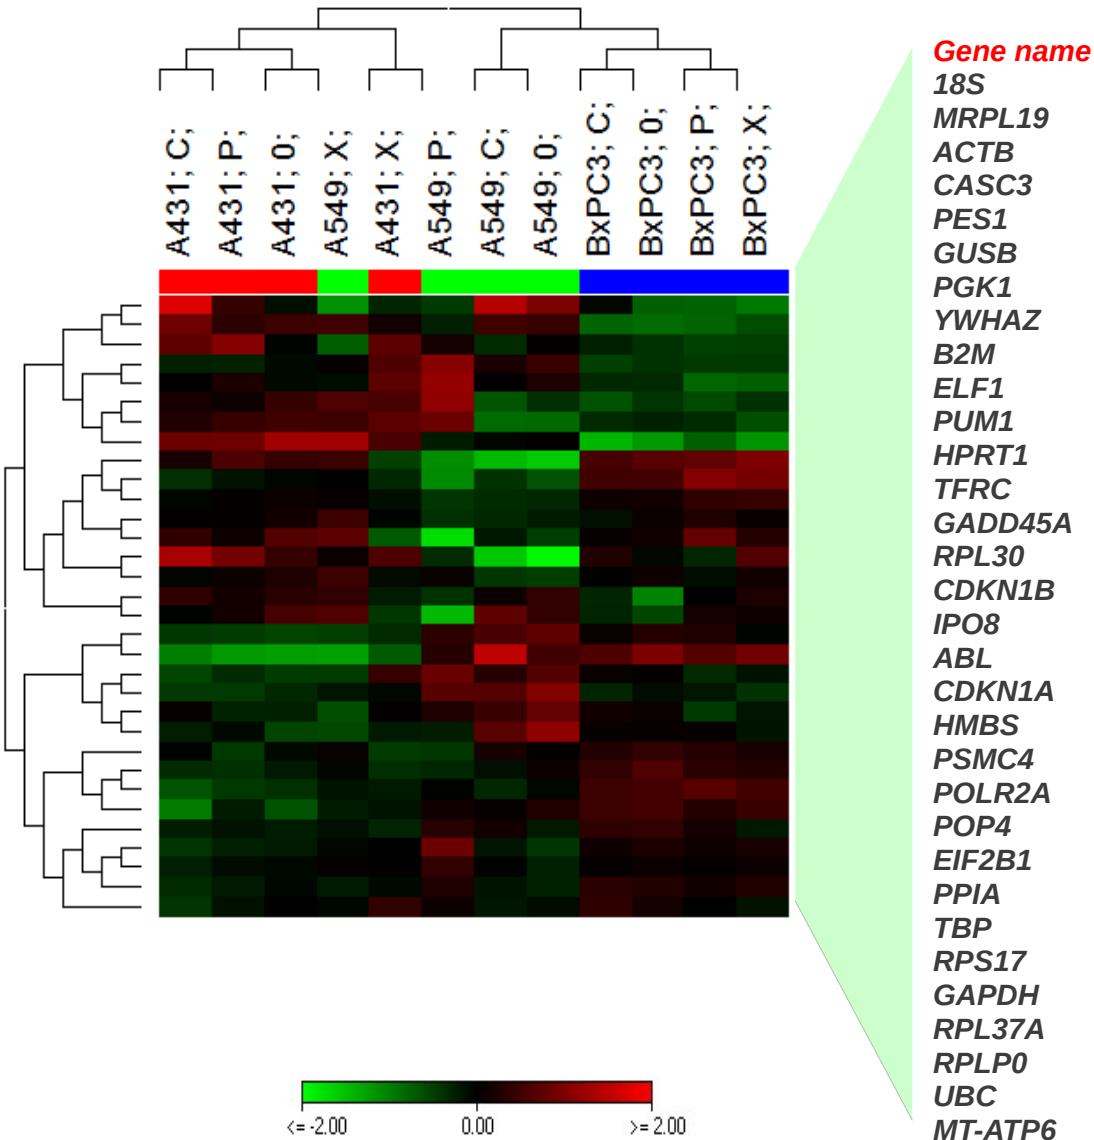 A431; C;
A431; P;
A431; 0;
A549; X;
A431; X;
A549; P;
A549; C;
A549; 0;
BxPC3; C;
BxPC3; 0;
BxPC3; P;
BxPC3; X;
Gene name
18S
MRPL19
ACTB
CASC3
PES1
GUSB
PGK1
YWHAZ
B2M
ELF1
PUM1
HPRT1
TFRC
GADD45A
RPL30
CDKN1B
IPO8
ABL
CDKN1A
HMBS
PSMC4
POLR2A
POP4
EIF2B1
PPIA
TBP
RPS17
GAPDH
RPL37A
RPLP0
UBC
MT-ATP6
<= -2.00 0.00 >= 2.00